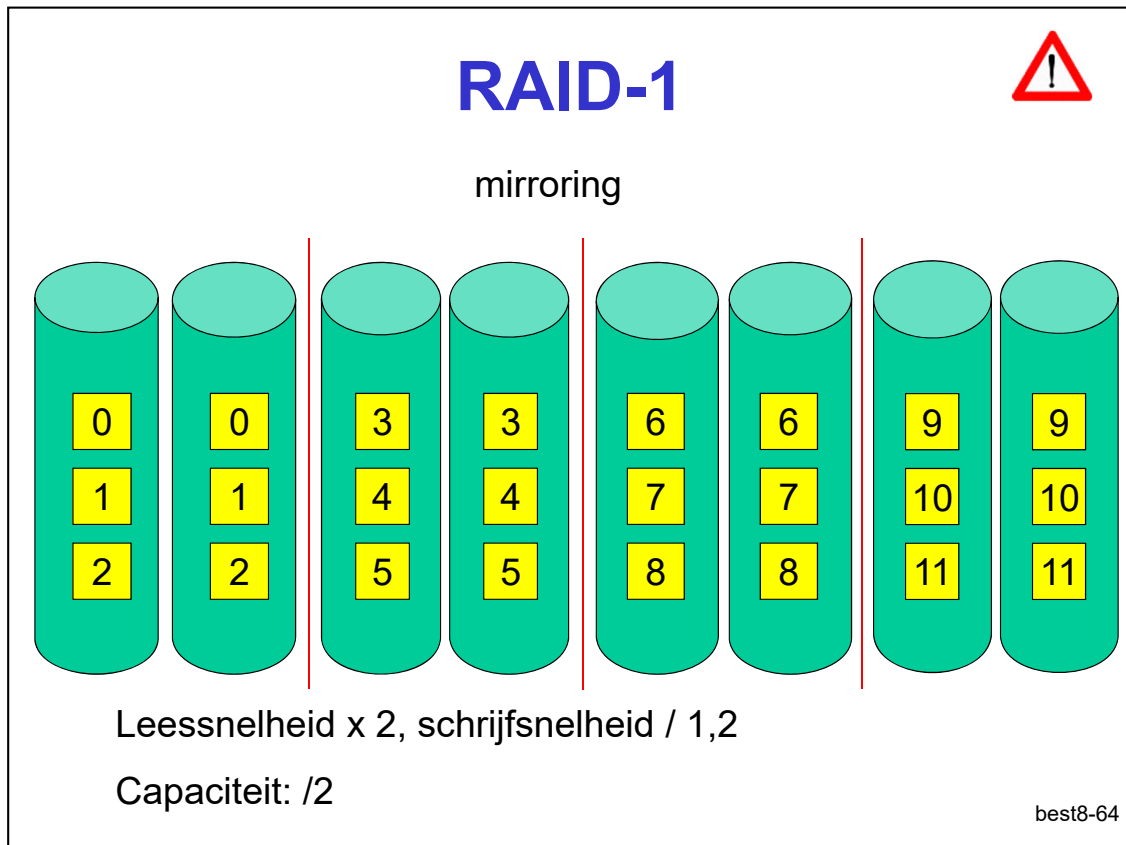 RAID-1
!
mirroring
0 0 3 3 6 6 9 9
1 1 4 4 7 7 10 10
2 2 5 5 8 8 11 11
Leessnelheid x 2, schrijfsnelheid / 1,2
Capaciteit: /2
best8-64